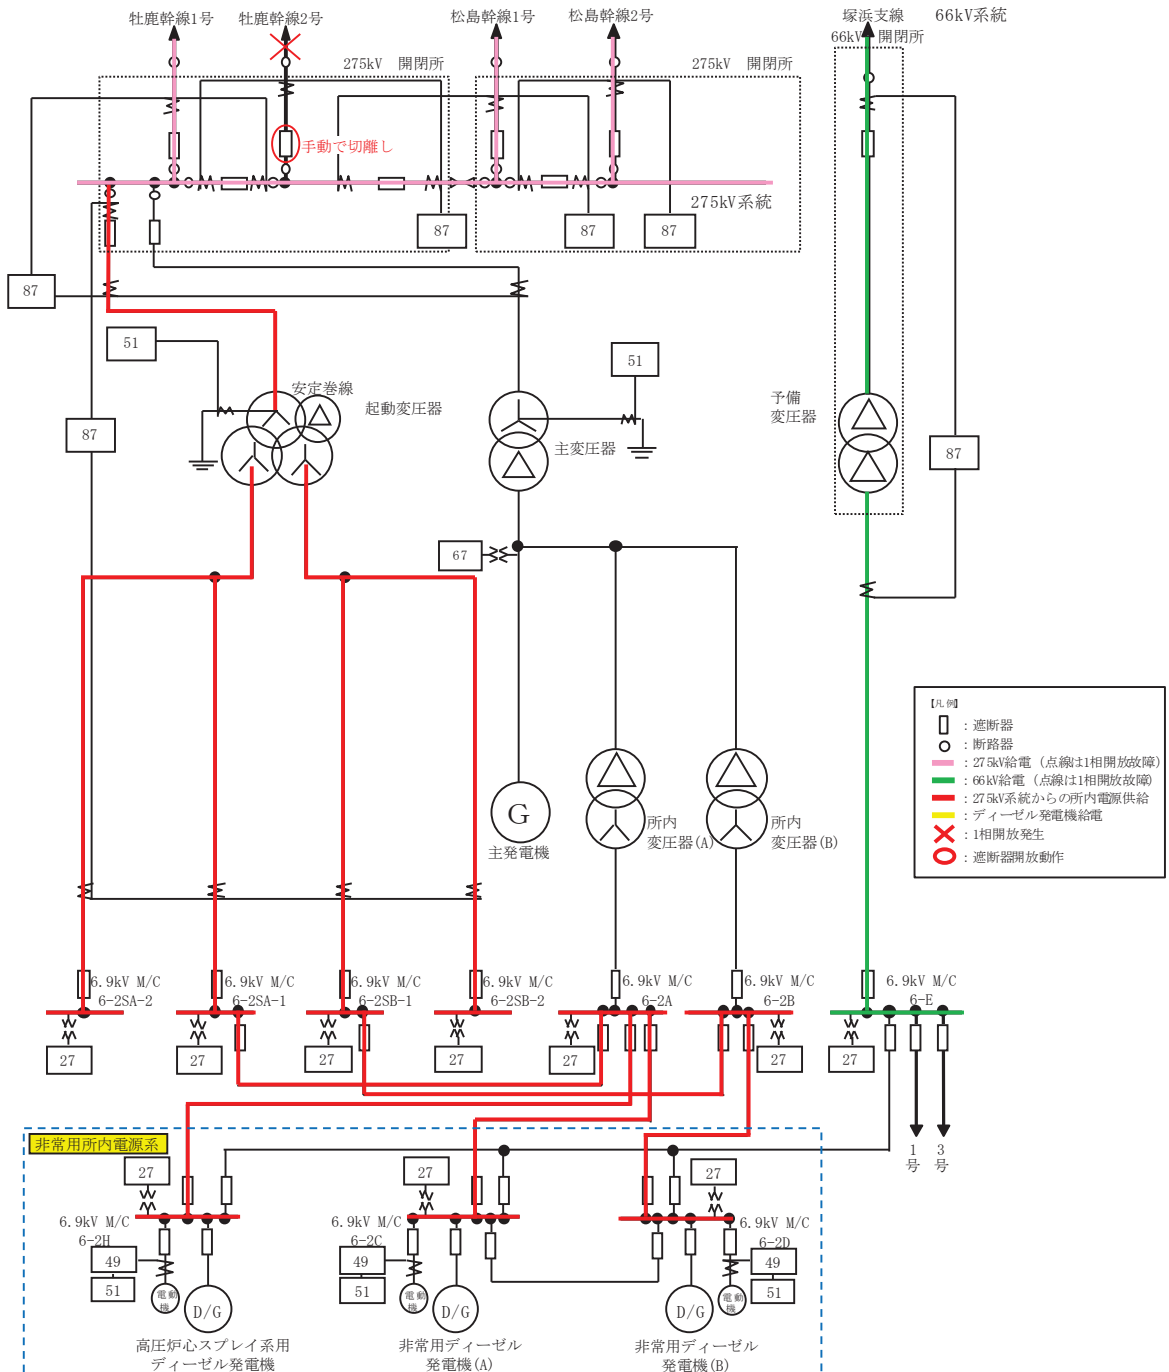 牡鹿幹線1号
牡鹿幹線2号
松島幹線1号
松島幹線2号
塚浜支線
66kV系統
66kV 開閉所
275kV 開閉所
275kV 開閉所
手動で切離し
275kV系統
87
87
87
87
51
51
安定巻線
起動変圧器
主変圧器
予備
変圧器
87
87
67
G
主発電機
所内
変圧器(A)
所内
変圧器(B)
【凡例】
：遮断器
：断路器
：275kV給電（点線は1相開放故障）
：66kV給電（点線は1相開放故障）
：275kV系統からの所内電源供給
：ディーゼル発電機給電
：1相開放発生
：遮断器開放動作
6.9kV M/C
6-2SA-2
6.9kV M/C
6-2SA-1
6.9kV M/C
6-2SB-1
6.9kV M/C
6-2SB-2
6.9kV M/C
6-2A
6.9kV M/C
6-2B
6.9kV M/C
6-E
27
27
27
27
27
27
27
1
号
3
号
非常用所内電源系
27
27
27
6.9kV M/C
6-2H
6.9kV M/C
6-2C
6.9kV M/C
6-2D
49
51
49
51
49
51
電動
機
D/G
電動
機
D/G
D/G
電動
機
高圧炉心スプレイ系用
ディーゼル発電機
非常用ディーゼル
発電機(A)
非常用ディーゼル
発電機(B)